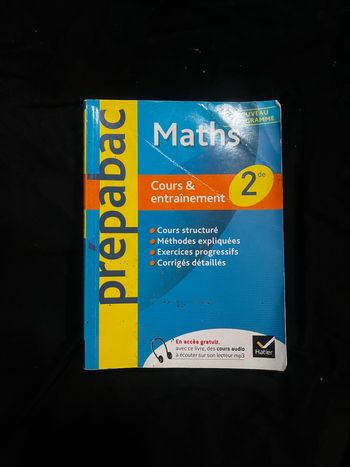 prépabac
Maths
NOUVEAU
PROGRAMME
Cours &
entraînement
2de
Cours structuré
Méthodes expliquées
Exercices progressifs
Corrigés détaillés
En accès gratuit,
avec ce livre, des cours audio
à écouter sur son lecteur mp3
Hatier